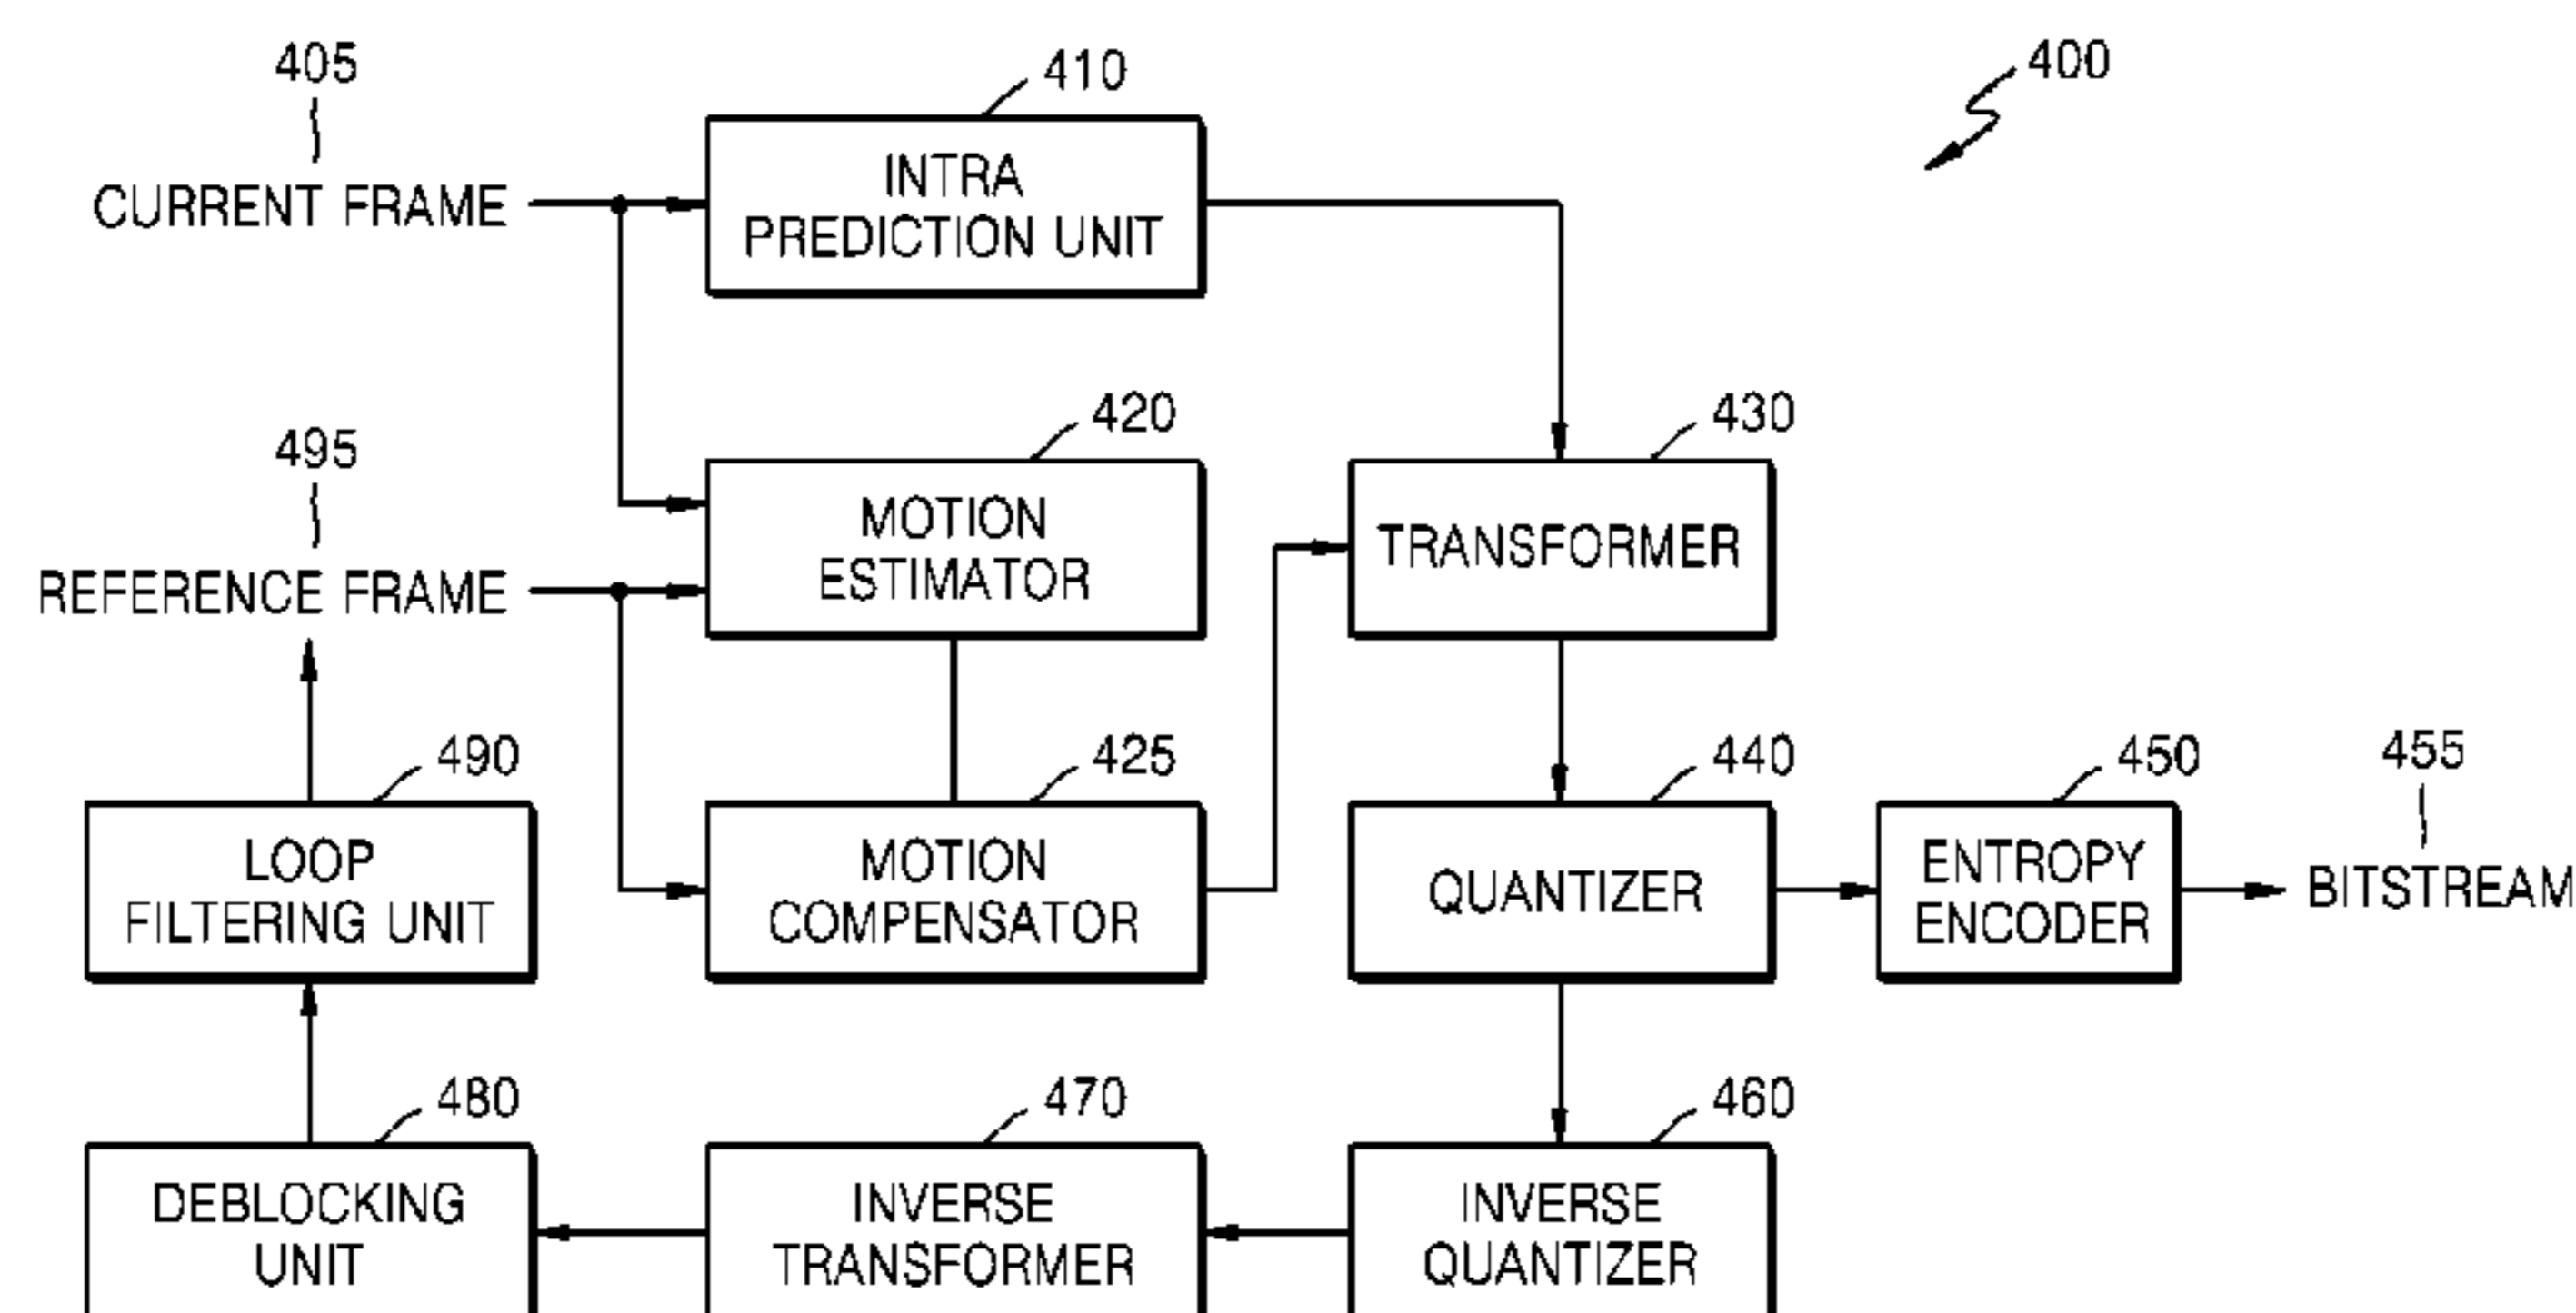 405
410
400
CURRENT FRAME
INTRA
PREDICTION UNIT
420
430
495
MOTION
ESTIMATOR
TRANSFORMER
REFERENCE FRAME
490
425
440
450
455
LOOP
FILTERING UNIT
MOTION
COMPENSATOR
QUANTIZER
ENTROPY
ENCODER
BITSTREAM
480
470
460
DEBLOCKING
UNIT
INVERSE
TRANSFORMER
INVERSE
QUANTIZER